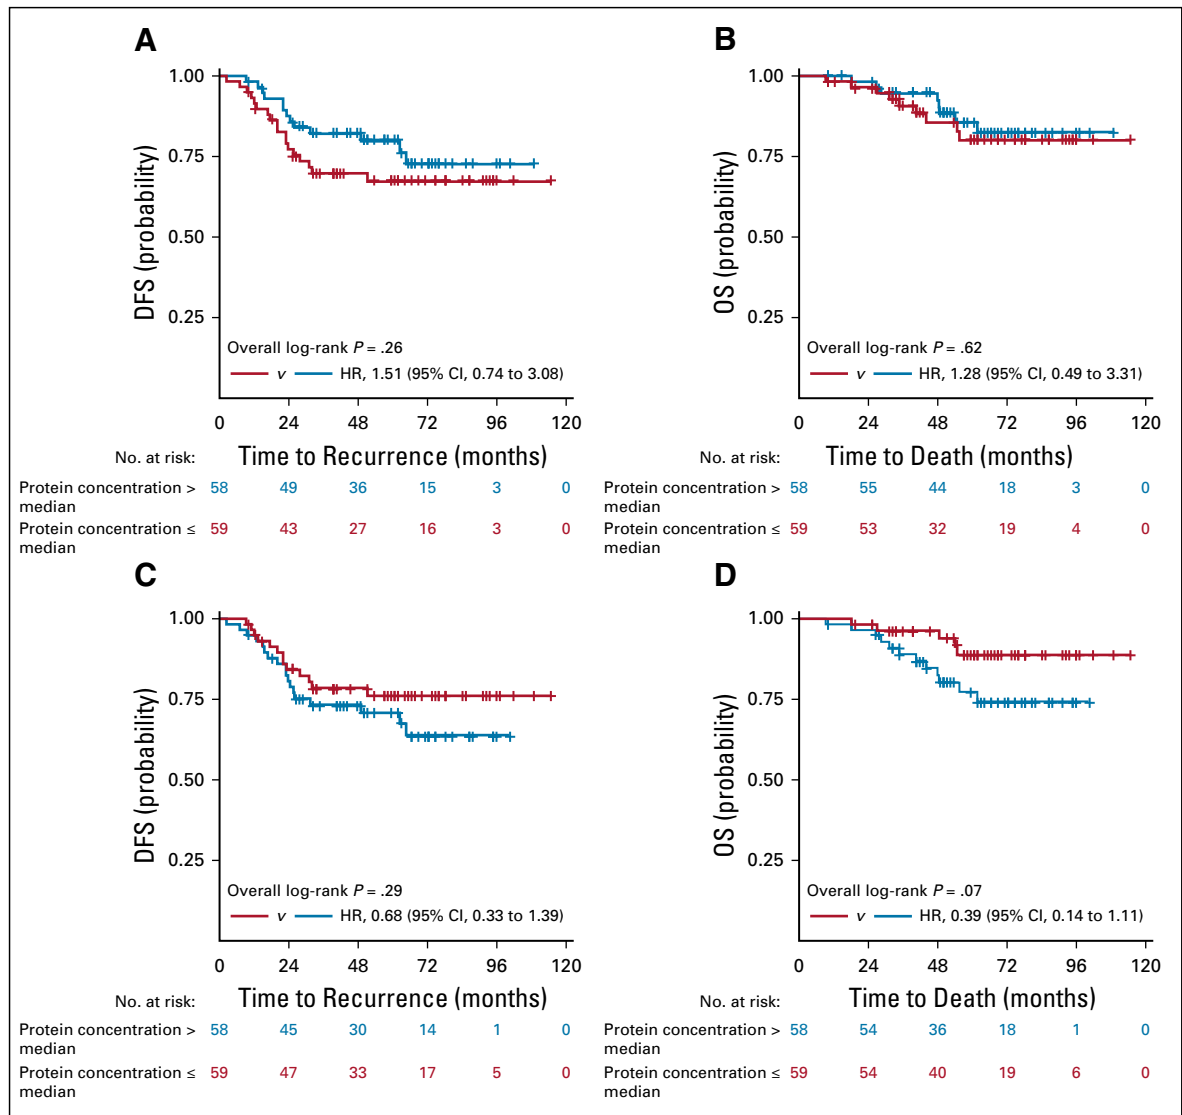 A
1.00
0.75
0.50
0.25
DFS (probability)
Overall log-rank P = .26
v HR, 1.51 (95% CI, 0.74 to 3.08)
0 24 48 72 96 120
No. at risk: Time to Recurrence (months)
Protein concentration > 58 49 36 15 3 0
median
Protein concentration ≤ 59 43 27 16 3 0
median
B
1.00
0.75
0.50
0.25
OS (probability)
Overall log-rank P = .62
v HR, 1.28 (95% CI, 0.49 to 3.31)
0 24 48 72 96 120
No. at risk: Time to Death (months)
Protein concentration > 58 55 44 18 3 0
median
Protein concentration ≤ 59 53 32 19 4 0
median
C
1.00
0.75
0.50
0.25
DFS (probability)
Overall log-rank P = .29
v HR, 0.68 (95% CI, 0.33 to 1.39)
0 24 48 72 96 120
No. at risk: Time to Recurrence (months)
Protein concentration > 58 45 30 14 1 0
median
Protein concentration ≤ 59 47 33 17 5 0
median
D
1.00
0.75
0.50
0.25
OS (probability)
Overall log-rank P = .07
v HR, 0.39 (95% CI, 0.14 to 1.11)
0 24 48 72 96 120
No. at risk: Time to Death (months)
Protein concentration > 58 54 36 18 1 0
median
Protein concentration ≤ 59 54 40 19 6 0
median